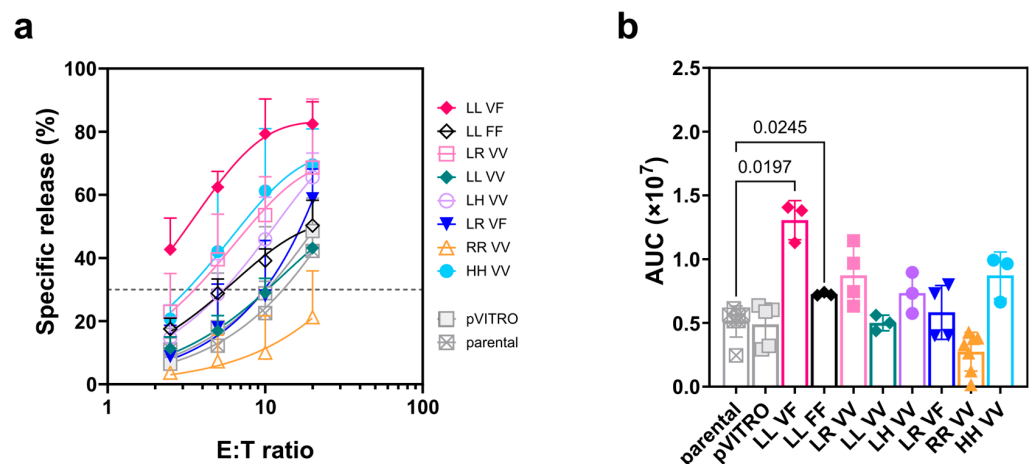 a
Specific release (%)
100
80
60
40
20
0
1
10
100
E:T ratio
LL VF
LL FF
LR VV
LL VV
LH VV
LR VF
RR VV
HH VV
pVITRO
parental
b
AUC (×10⁷)
2.5
2.0
1.5
1.0
0.5
0.0
0.0245
0.0197
parental
pVITRO
LL VF
LL FF
LR VV
LL VV
LH VV
LR VF
RR VV
HH VV